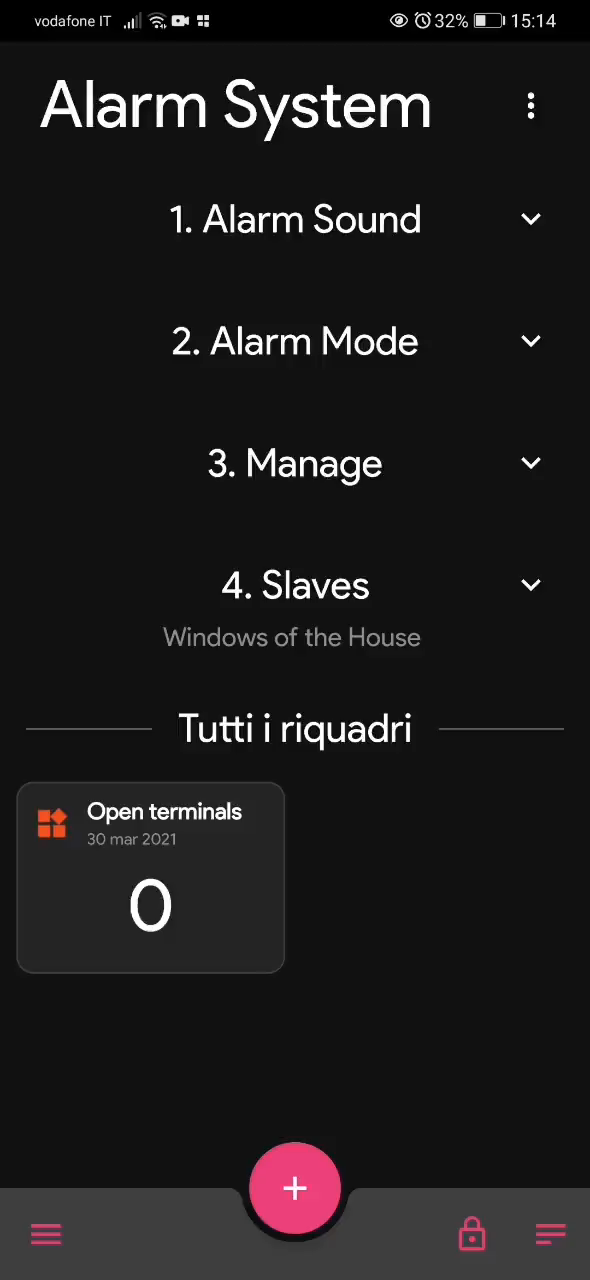 vodafone IT 32% 15:14
Alarm System
1. Alarm Sound
2. Alarm Mode
3. Manage
4. Slaves
Windows of the House
Tutti i riquadri
Open terminals
30 mar 2021
0